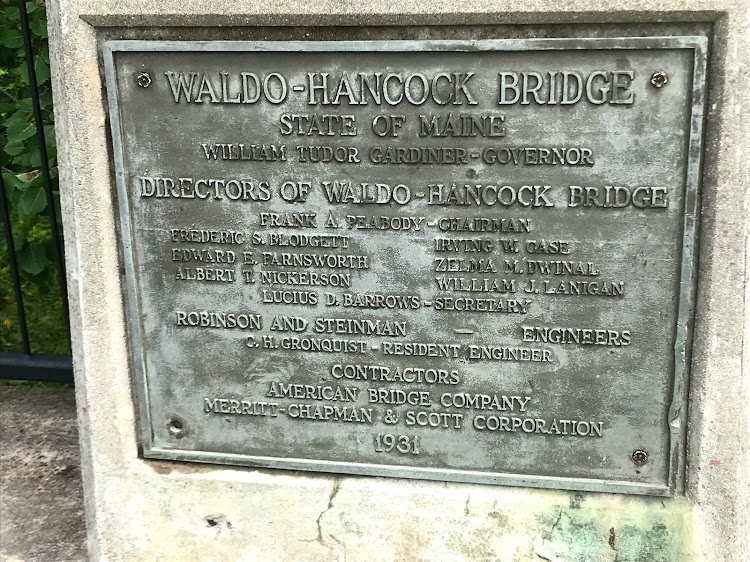 WALDO-HANCOCK BRIDGE
STATE OF MAINE
WILLIAM TUDOR GARDINER-GOVERNOR
DIRECTORS OF WALDO-HANCOCK BRIDGE
FRANK A. PEABODY-CHAIRMAN
FREDERIC S. BLODGETT IRVING W. CASE
EDWARD E. FARNSWORTH ZELMA M. DWINAL
ALBERT T. NICKERSON WILLIAM J. LANIGAN
LUCIUS D. BARROWS-SECRETARY
ROBINSON AND STEINMAN — ENGINEERS
C. H. GRONQUIST-RESIDENT ENGINEER
CONTRACTORS
AMERICAN BRIDGE COMPANY
MERRITT-CHAPMAN & SCOTT CORPORATION
1931